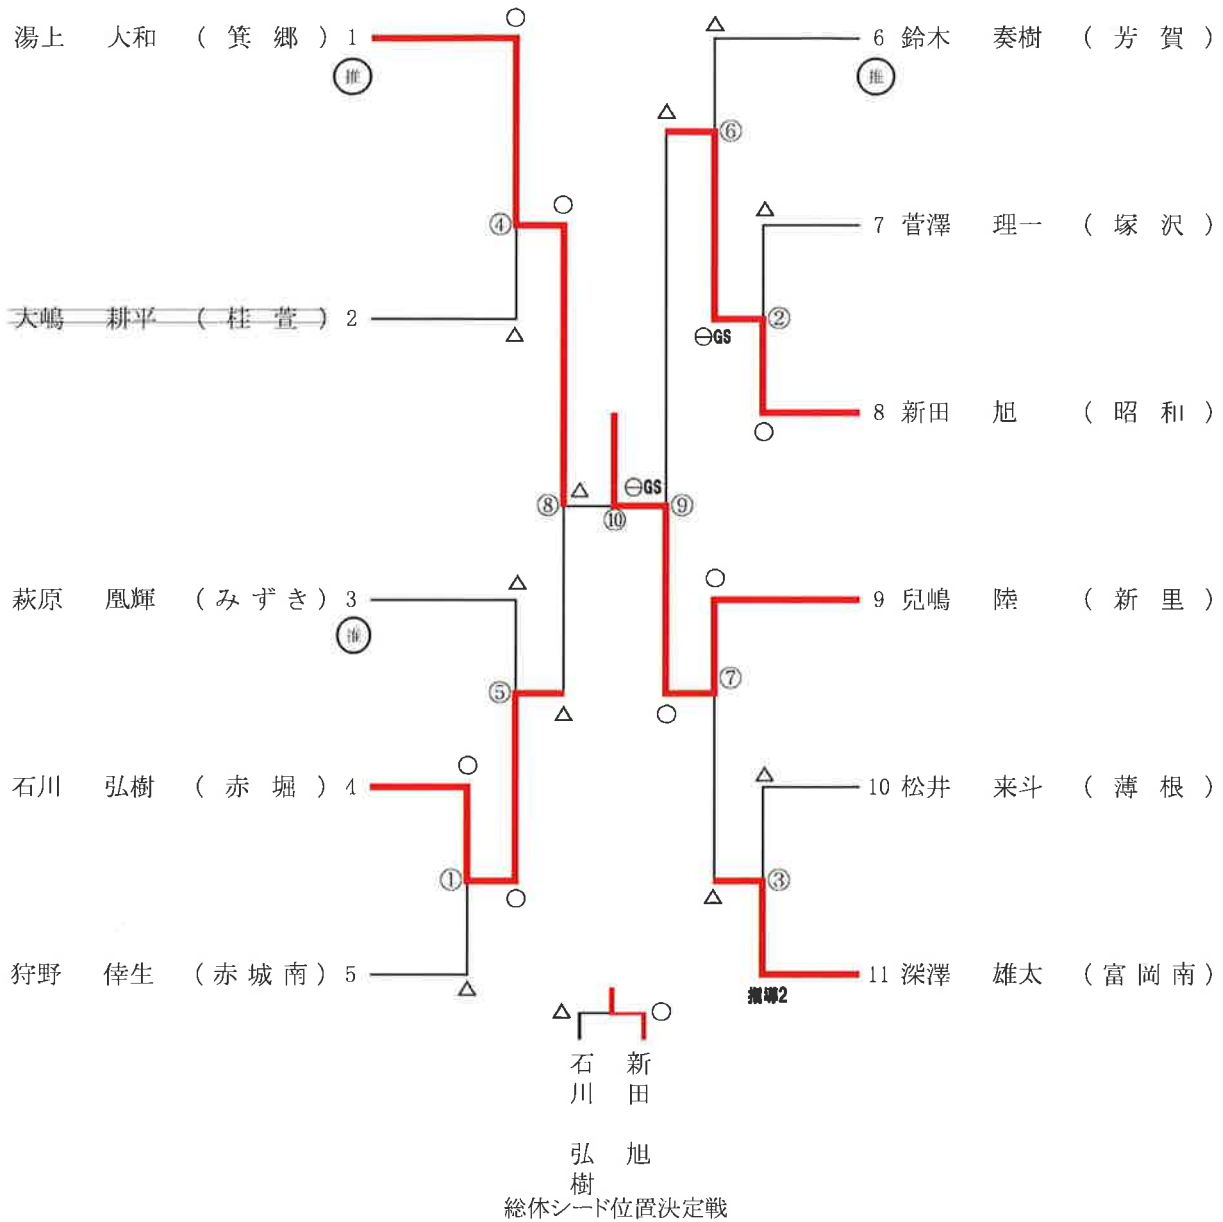 湯上 大和 (箕郷) 1
推
大嶋 耕平 (桂萱) 2
萩原 凰輝 (みずき) 3
推
石川 弘樹 (赤堀) 4
狩野 倖生 (赤城南) 5
○
④
△
○
△
⑤
○
①
○
△
⑧
△
△
⑩
⊖GS
⑨
△
⑥
△
6 鈴木 奏樹 (芳賀)
推
△
7 菅澤 理一 (塚沢)
②
⊖GS
8 新田 旭 (昭和)
○
○
9 兒嶋 陸 (新里)
⑦
○
△
10 松井 来斗 (薄根)
③
△
11 深澤 雄太 (富岡南)
指導2
△ ○
石川 弘樹
新田 旭
総体シード位置決定戦